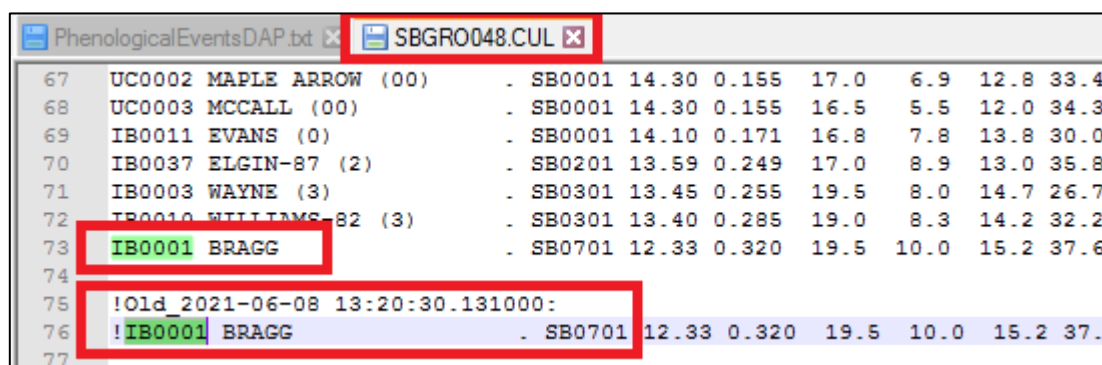 PhenologicalEventsDAP.txt SBGRO048.CUL
67 UC0002 MAPLE ARROW (00) . SB0001 14.30 0.155 17.0 6.9 12.8 33.4
68 UC0003 MCCALL (00) . SB0001 14.30 0.155 16.5 5.5 12.0 34.3
69 IB0011 EVANS (0) . SB0001 14.10 0.171 16.8 7.8 13.8 30.0
70 IB0037 ELGIN-87 (2) . SB0201 13.59 0.249 17.0 8.9 13.0 35.8
71 IB0003 WAYNE (3) . SB0301 13.45 0.255 19.5 8.0 14.7 26.7
72 IB0010 WILLIAMS-82 (3) . SB0301 13.40 0.285 19.0 8.3 14.2 32.2
73 IB0001 BRAGG . SB0701 12.33 0.320 19.5 10.0 15.2 37.6
74
75 !Old_2021-06-08 13:20:30.131000:
76 !IB0001 BRAGG . SB0701 12.33 0.320 19.5 10.0 15.2 37.
77